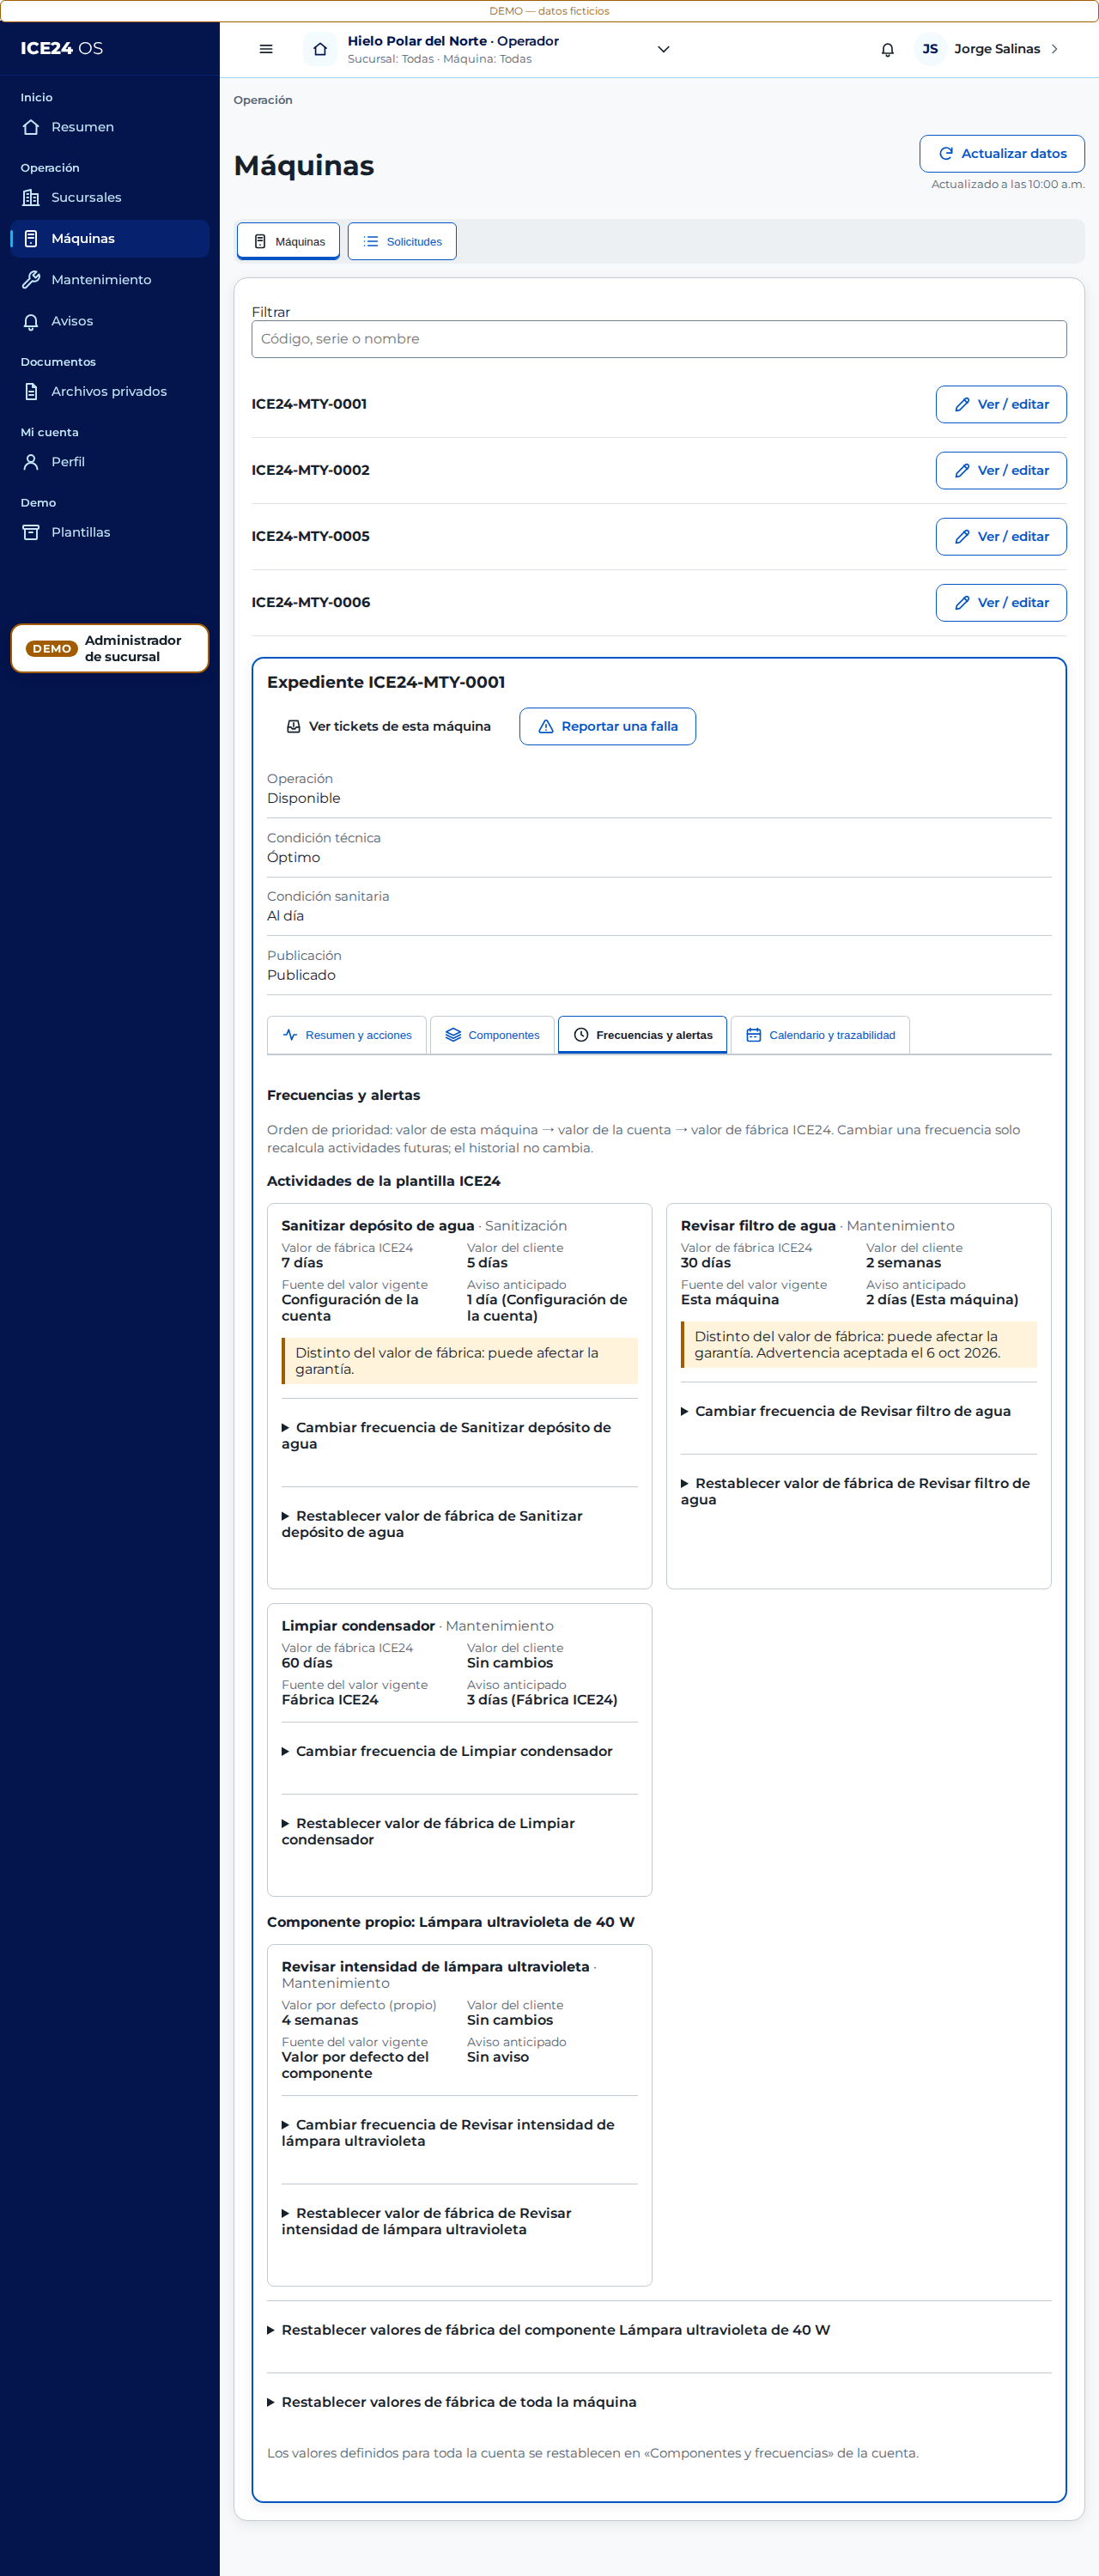 DEMO — datos ficticios
ICE24 OS
Inicio
Resumen
Operación
Sucursales
Máquinas
Mantenimiento
Avisos
Documentos
Archivos privados
Mi cuenta
Perfil
Demo
Plantillas
DEMO
Administrador
de sucursal
Hielo Polar del Norte · Operador
Sucursal: Todas · Máquina: Todas
JS
Jorge Salinas
Operación
Máquinas
Actualizar datos
Actualizado a las 10:00 a.m.
Máquinas
Solicitudes
Filtrar
Código, serie o nombre
ICE24-MTY-0001
Ver / editar
ICE24-MTY-0002
Ver / editar
ICE24-MTY-0005
Ver / editar
ICE24-MTY-0006
Ver / editar
Expediente ICE24-MTY-0001
Ver tickets de esta máquina
Reportar una falla
Operación
Disponible
Condición técnica
Óptimo
Condición sanitaria
Al día
Publicación
Publicado
Resumen y acciones
Componentes
Frecuencias y alertas
Calendario y trazabilidad
Frecuencias y alertas
Orden de prioridad: valor de esta máquina → valor de la cuenta → valor de fábrica ICE24. Cambiar una frecuencia solo
recalcula actividades futuras; el historial no cambia.
Actividades de la plantilla ICE24
Sanitizar depósito de agua · Sanitización
Valor de fábrica ICE24
7 días
Valor del cliente
5 días
Fuente del valor vigente
Configuración de la
cuenta
Aviso anticipado
1 día (Configuración de
la cuenta)
Distinto del valor de fábrica: puede afectar la
garantía.
Cambiar frecuencia de Sanitizar depósito de
agua
Restablecer valor de fábrica de Sanitizar
depósito de agua
Revisar filtro de agua · Mantenimiento
Valor de fábrica ICE24
30 días
Valor del cliente
2 semanas
Fuente del valor vigente
Esta máquina
Aviso anticipado
2 días (Esta máquina)
Distinto del valor de fábrica: puede afectar la
garantía. Advertencia aceptada el 6 oct 2026.
Cambiar frecuencia de Revisar filtro de agua
Restablecer valor de fábrica de Revisar filtro de
agua
Limpiar condensador · Mantenimiento
Valor de fábrica ICE24
60 días
Valor del cliente
Sin cambios
Fuente del valor vigente
Fábrica ICE24
Aviso anticipado
3 días (Fábrica ICE24)
Cambiar frecuencia de Limpiar condensador
Restablecer valor de fábrica de Limpiar
condensador
Componente propio: Lámpara ultravioleta de 40 W
Revisar intensidad de lámpara ultravioleta ·
Mantenimiento
Valor por defecto (propio)
4 semanas
Valor del cliente
Sin cambios
Fuente del valor vigente
Valor por defecto del
componente
Aviso anticipado
Sin aviso
Cambiar frecuencia de Revisar intensidad de
lámpara ultravioleta
Restablecer valor de fábrica de Revisar
intensidad de lámpara ultravioleta
Restablecer valores de fábrica del componente Lámpara ultravioleta de 40 W
Restablecer valores de fábrica de toda la máquina
Los valores definidos para toda la cuenta se restablecen en «Componentes y frecuencias» de la cuenta.